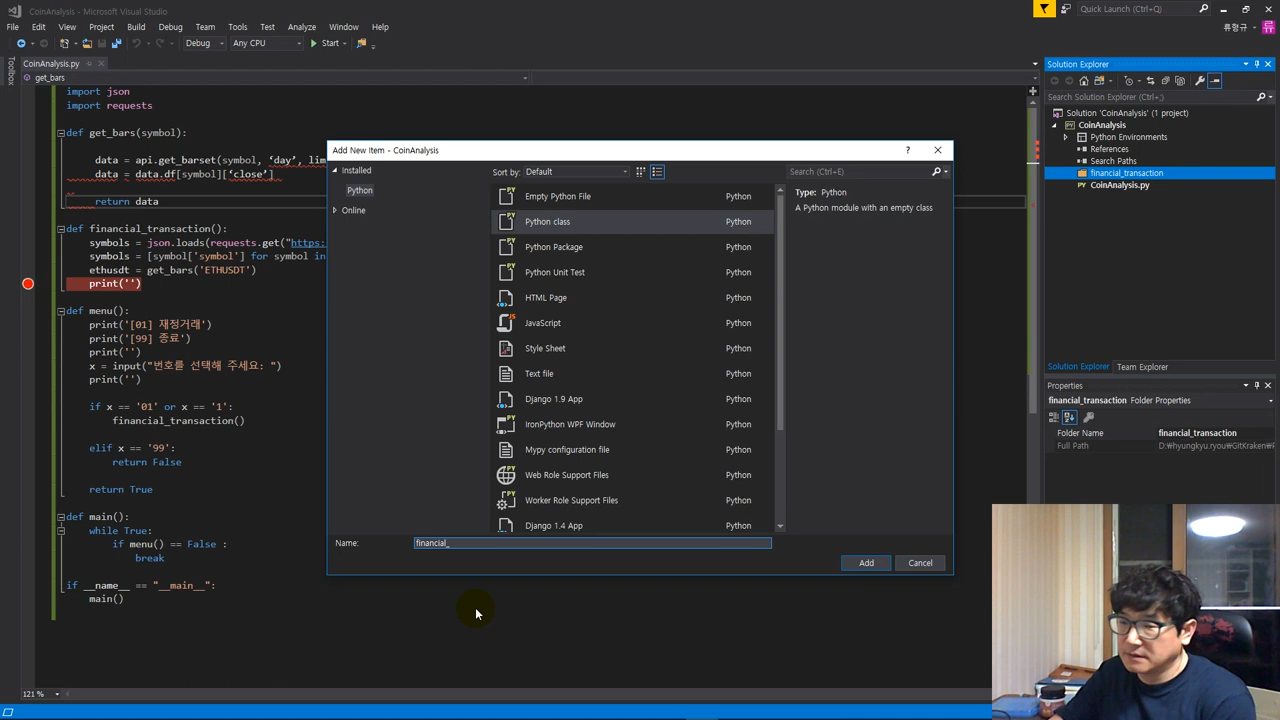 CoinAnalysis - Microsoft Visual Studio
Quick Launch (Ctrl+Q)
File Edit View Project Build Debug Team Tools Test Analyze Window Help
류형규
Debug Any CPU Start
Toolbox
CoinAnalysis.py
get_bars
import json
import requests
def get_bars(symbol):
data = api.get_barset(symbol, ‘day’, lim
data = data.df[symbol][‘close’]
return data
def financial_transaction():
symbols = json.loads(requests.get("https:
symbols = [symbol['symbol'] for symbol in
ethusdt = get_bars('ETHUSDT')
print('')
def menu():
print('[01] 재정거래')
print('[99] 종료')
print('')
x = input("번호를 선택해 주세요: ")
print('')
if x == '01' or x == '1':
financial_transaction()
elif x == '99':
return False
return True
def main():
while True:
if menu() == False :
break
if __name__ == "__main__":
main()
121 %
Add New Item - CoinAnalysis
Installed
Python
Online
Sort by: Default
Search (Ctrl+E)
Empty Python File Python
Python class Python
Python Package Python
Python Unit Test Python
HTML Page Python
JavaScript Python
Style Sheet Python
Text file Python
Django 1.9 App Python
IronPython WPF Window Python
Mypy configuration file Python
Web Role Support Files Python
Worker Role Support Files Python
Django 1.4 App Python
Type: Python
A Python module with an empty class
Name: financial_
Add Cancel
Solution Explorer
Search Solution Explorer (Ctrl+;)
Solution 'CoinAnalysis' (1 project)
CoinAnalysis
Python Environments
References
Search Paths
financial_transaction
CoinAnalysis.py
Solution Explorer Team Explorer
Properties
financial_transaction Folder Properties
Folder Name financial_transaction
Full Path D:₩hyungkyu.ryou₩GitKraken₩